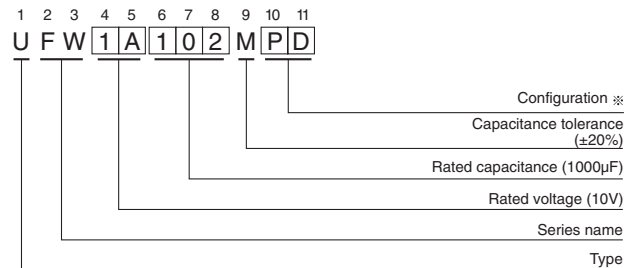 1 2 3 4 5 6 7 8 9 10 11
U F W 1 A 1 0 2 M P D
Configuration ※
Capacitance tolerance
(±20%)
Rated capacitance (1000µF)
Rated voltage (10V)
Series name
Type